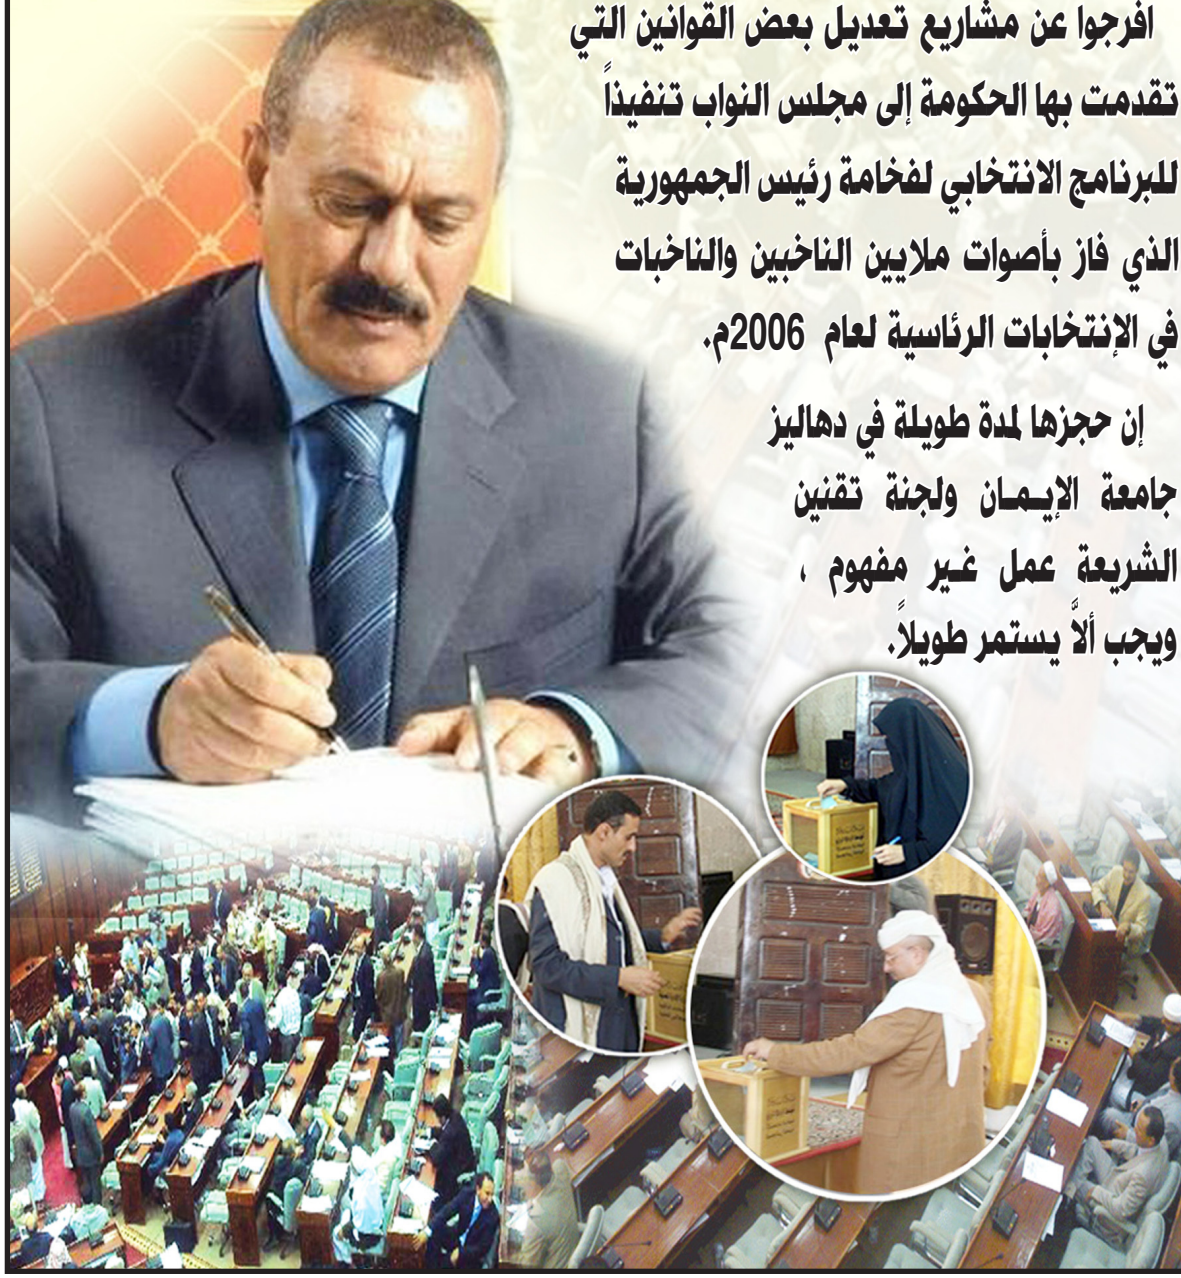 افرجوا عن مشاريع تعديل بعض القوانين التي
تقدمت بها الحكومة إلى مجلس النواب تنفيذاً
للبرنامج الانتخابي لفخامة رئيس الجمهورية
الذي فاز بأصوات ملايين الناخبين والناخبات
في الإنتخابات الرئاسية لعام 2006م.
إن حجزها لمدة طويلة في دهاليز
جامعة الإيـمـان ولجنة تقنين
الشريعة عمل غـير مفهوم ،
ويجب ألاَّ يستمر طويلاً.